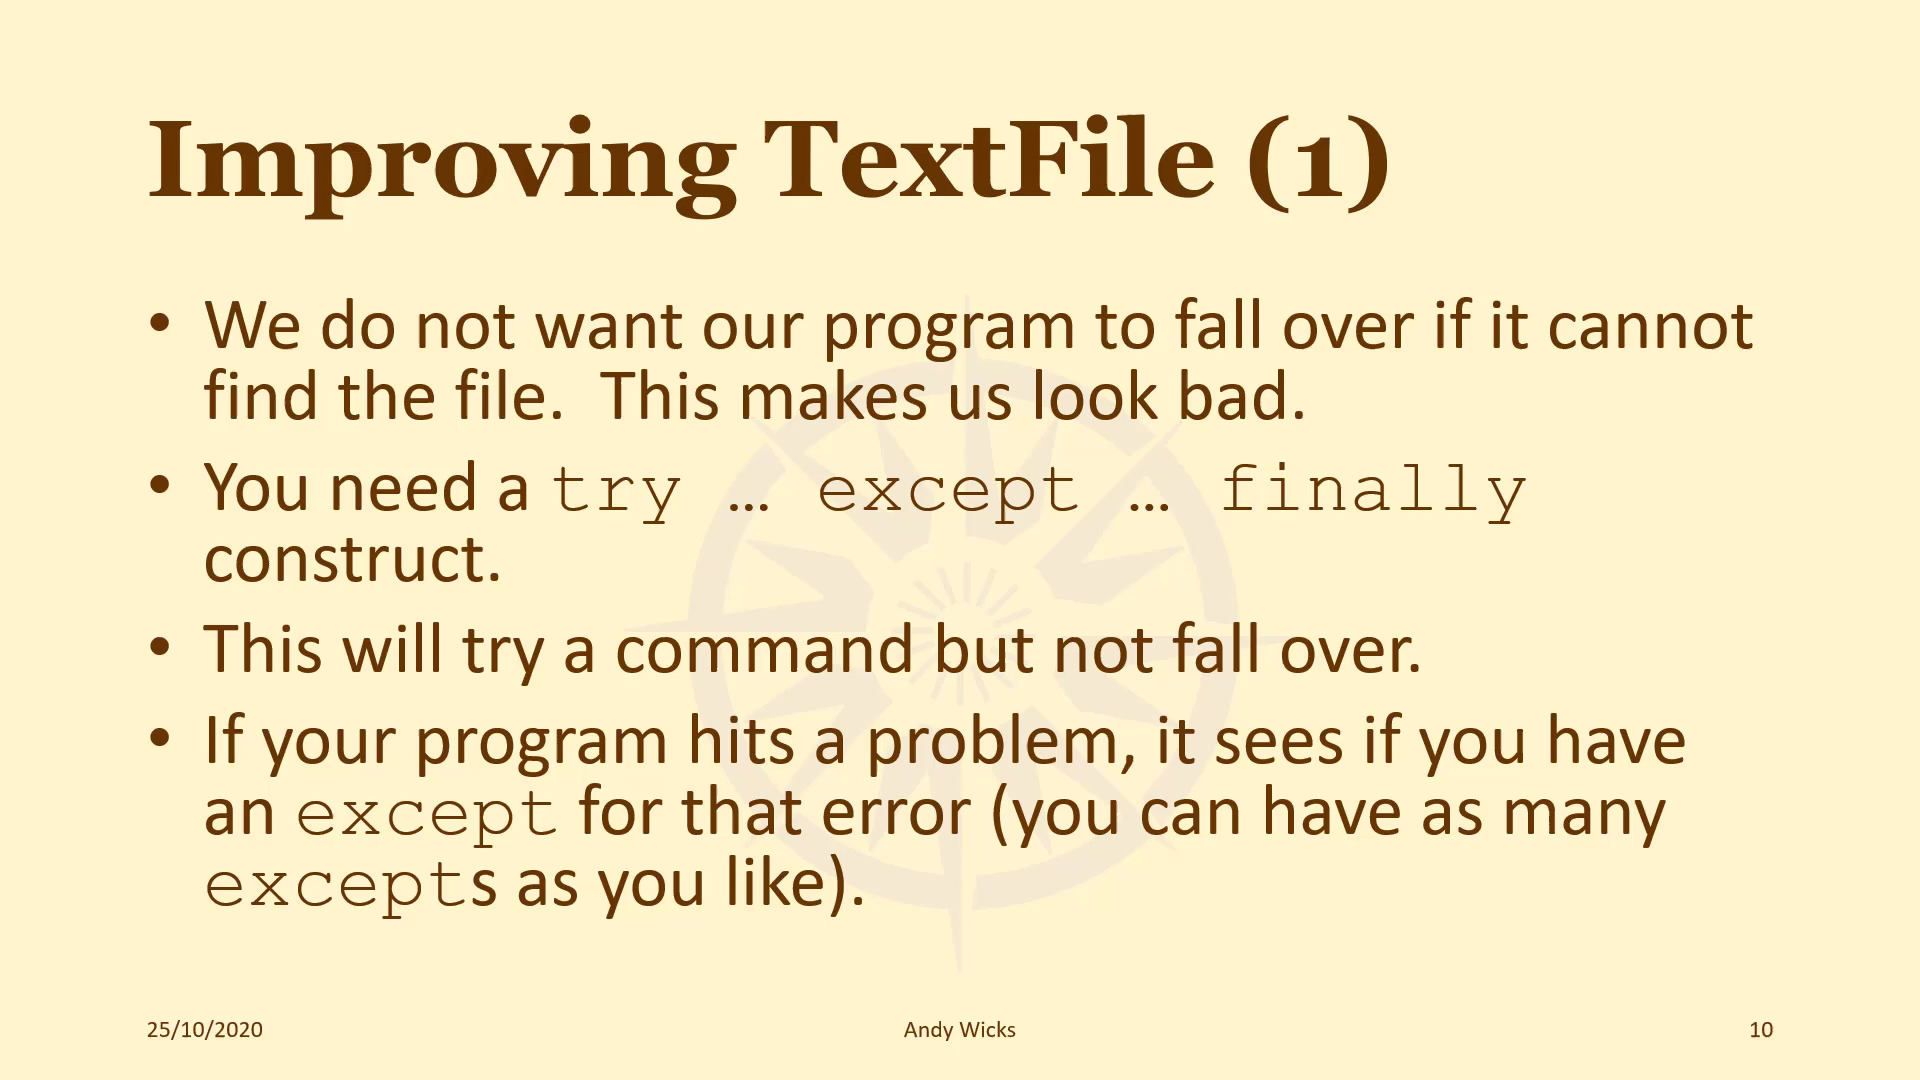 Improving TextFile (1)
• We do not want our program to fall over if it cannot
find the file.  This makes us look bad.
• You need a try … except … finally
construct.
• This will try a command but not fall over.
• If your program hits a problem, it sees if you have
an except for that error (you can have as many
excepts as you like).
25/10/2020
Andy Wicks
10